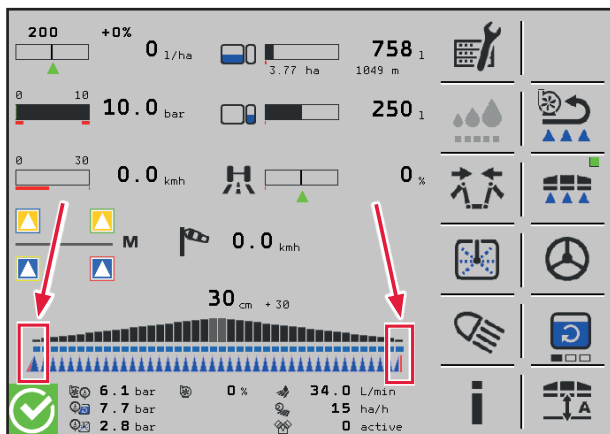 200 +0% 0 l/ha 758 l
3.77 ha 1049 m
0 10 10.0 bar 250 l
0 30 0.0 kmh 0 %
M 0.0 kmh
30 cm + 30
6.1 bar 0 % 34.0 L/min
7.7 bar 15 ha/h
2.8 bar 0 active
A